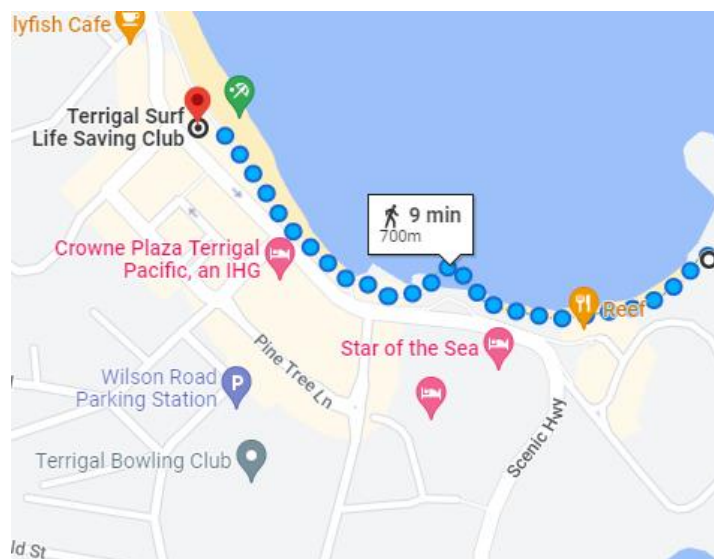 lyfish Cafe
Terrigal Surf
Life Saving Club
9 min
700m
Crowne Plaza Terrigal
Pacific, an IHG
Reef
Star of the Sea
Pine Tree Ln
Wilson Road
Parking Station
P
Scenic Hwy
Terrigal Bowling Club
ld St